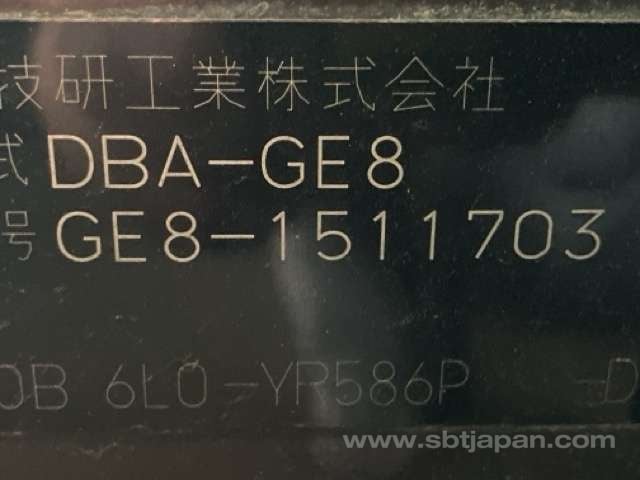 技研工業株式会社
式 DBA-GE8
号 GE8-1511703
0B 6L0-YR586P -D
www.sbtjapan.com